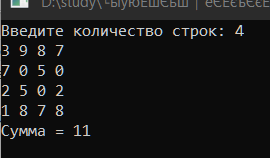 Введите количество строк: 4
3 9 8 7
7 0 5 0
2 5 0 2
1 8 7 8
Сумма = 11